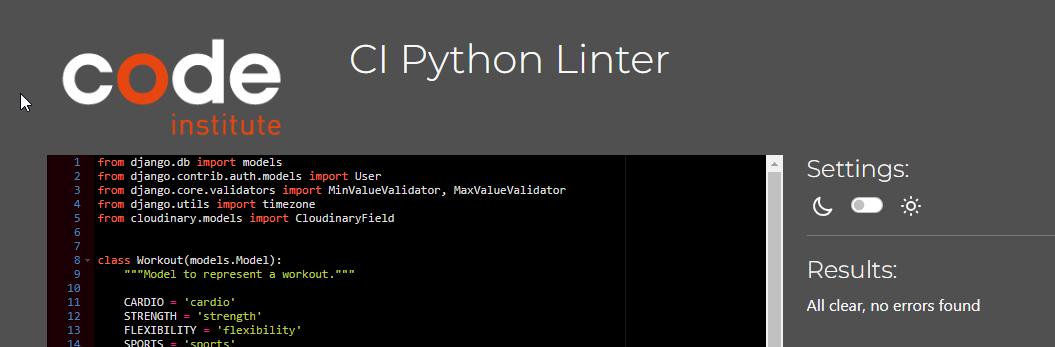 code
institute
CI Python Linter
1 from django.db import models
2 from django.contrib.auth.models import User
3 from django.core.validators import MinValueValidator, MaxValueValidator
4 from django.utils import timezone
5 from cloudinary.models import CloudinaryField
6
7
8 class Workout(models.Model):
9 """Model to represent a workout."""
10
11 CARDIO = 'cardio'
12 STRENGTH = 'strength'
13 FLEXIBILITY = 'flexibility'
14 SPORTS = 'sports'
Settings:
Results:
All clear, no errors found